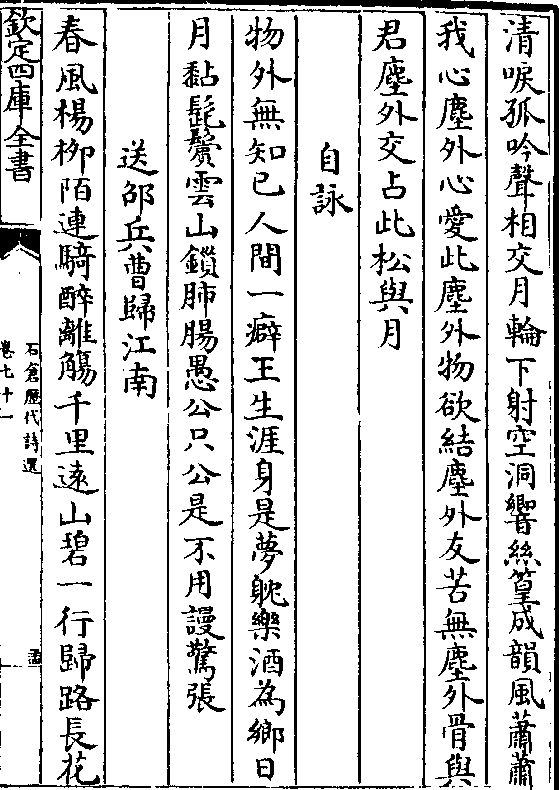 清唳孤吟聲相交月輪下射空洞響絲篁成韻風蕭蕭
我心塵外心愛此塵外物欲結塵外友苦無塵外骨與
君塵外交占此松與月
自詠
物外無知已人間一癖王生涯身是夢耽樂酒為鄉日
月黏髭鬢雲山鎖肺腸愚公只公是不用謾驚張
送邵兵曹歸江南
春風楊柳陌連騎醉離觴千里遠山碧一行歸路長花
欽定四庫全書
石倉歷代詩選
卷七十一